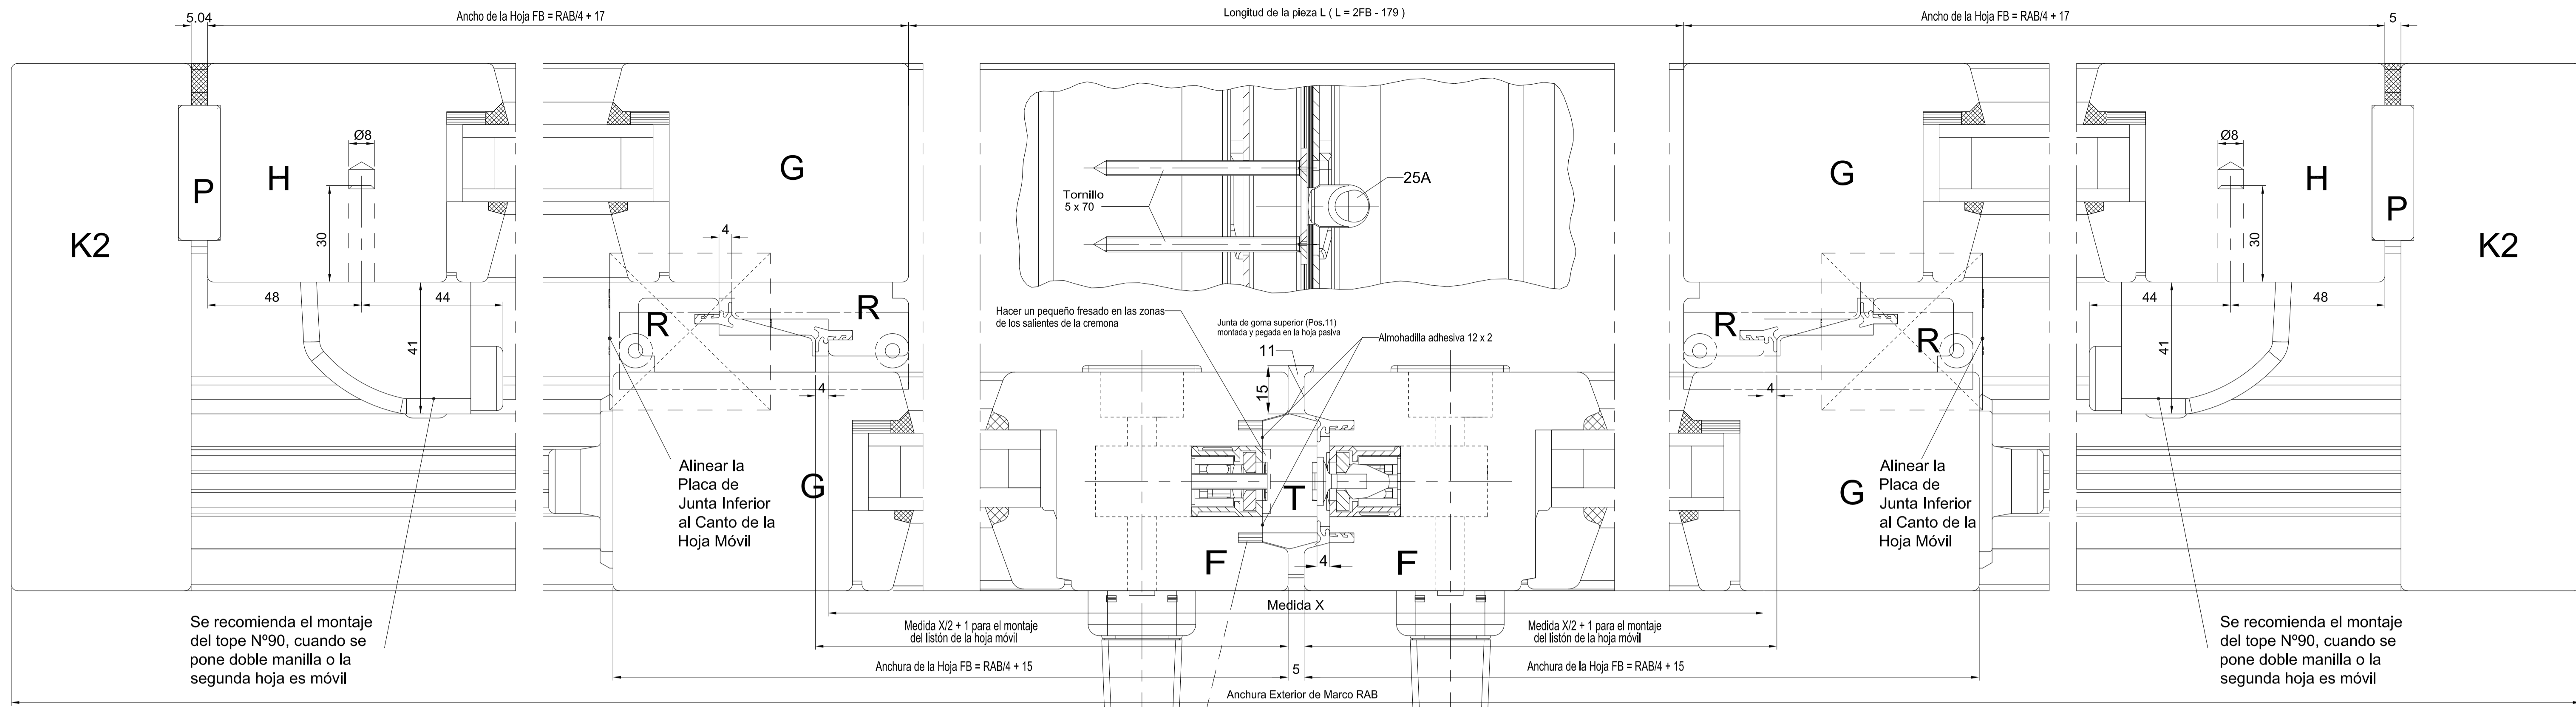 5.04
Ancho de la Hoja FB = RAB/4 + 17
Longitud de la pieza L ( L = 2FB - 179 )
Ancho de la Hoja FB = RAB/4 + 17
5
K2
P
H
Ø8
30
48
44
41
G
4
R
R
4
Tornillo
5 x 70
25A
Hacer un pequeño fresado en las zonas
de los salientes de la cremona
Junta de goma superior (Pos.11)
montada y pegada en la hoja pasiva
Almohadilla adhesiva 12 x 2
11
15
T
F
F
4
G
R
R
4
Ø8
30
H
P
K2
44
48
41
Alinear la
Placa de
Junta Inferior
al Canto de la
Hoja Móvil
G
G
Alinear la
Placa de
Junta Inferior
al Canto de la
Hoja Móvil
Se recomienda el montaje
del tope Nº90, cuando se
pone doble manilla o la
segunda hoja es móvil
Medida X
Medida X/2 + 1 para el montaje
del listón de la hoja móvil
Medida X/2 + 1 para el montaje
del listón de la hoja móvil
Anchura de la Hoja FB = RAB/4 + 15
5
Anchura de la Hoja FB = RAB/4 + 15
Anchura Exterior de Marco RAB
Se recomienda el montaje
del tope Nº90, cuando se
pone doble manilla o la
segunda hoja es móvil